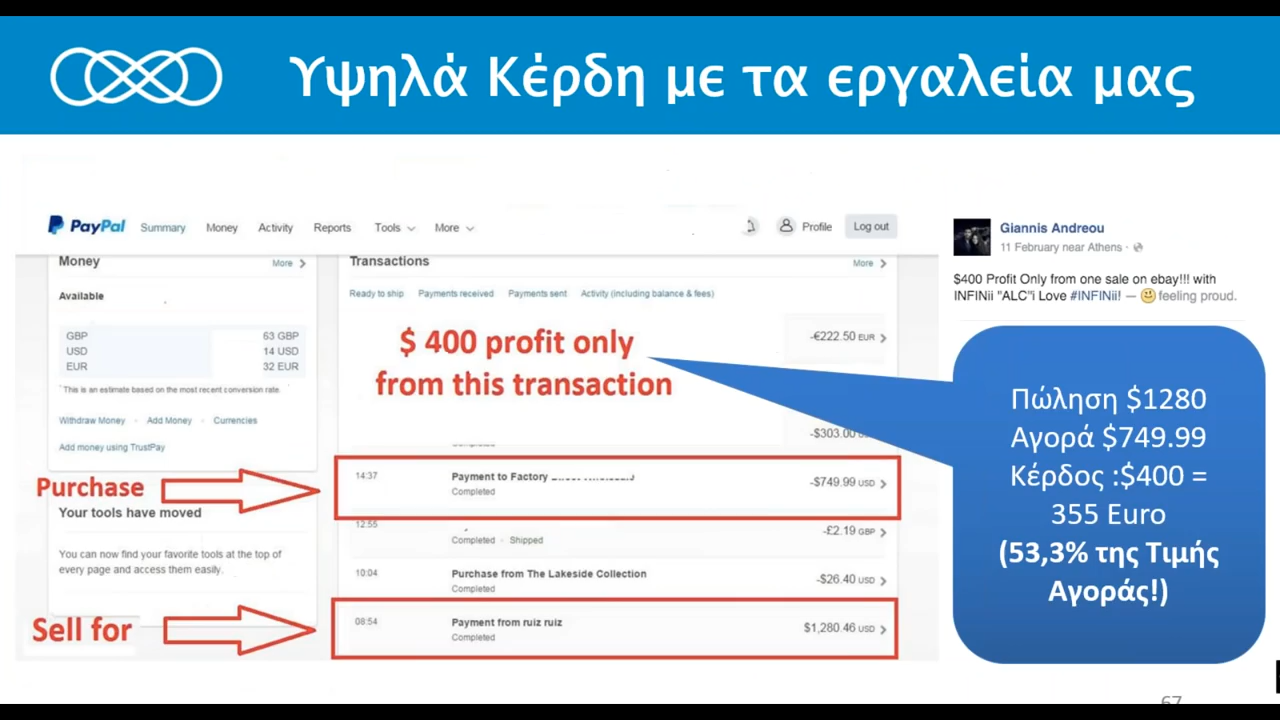 Υψηλά Κέρδη με τα εργαλεία μας
PayPal Summary Money Activity Reports Tools More Profile Log out
Money More
Available
GBP 63 GBP
USD 14 USD
EUR 32 EUR
* This is an estimate based on the most recent conversion rate.
Withdraw Money Add Money Currencies
Add money using TrustPay
Your tools have moved
You can now find your favorite tools at the top of
every page and access them easily.
Purchase
Sell for
Transactions More
Ready to ship Payments received Payments sent Activity (including balance & fees)
$ 400 profit only
from this transaction
-€222.50 EUR
-$303.00
Completed
14:37 Payment to Factory -$749.99 USD
Completed
12:55 -£2.19 GBP
Completed · Shipped
10:04 Purchase from The Lakeside Collection -$26.40 USD
Completed
08:54 Payment from ruiz ruiz $1,280.46 USD
Completed
Giannis Andreou
11 February near Athens ·
$400 Profit Only from one sale on ebay!!! with
INFINii "ALC"i Love #INFINii! — feeling proud.
Πώληση $1280
Αγορά $749.99
Κέρδος :$400 =
355 Euro
(53,3% της Τιμής
Αγοράς!)
67